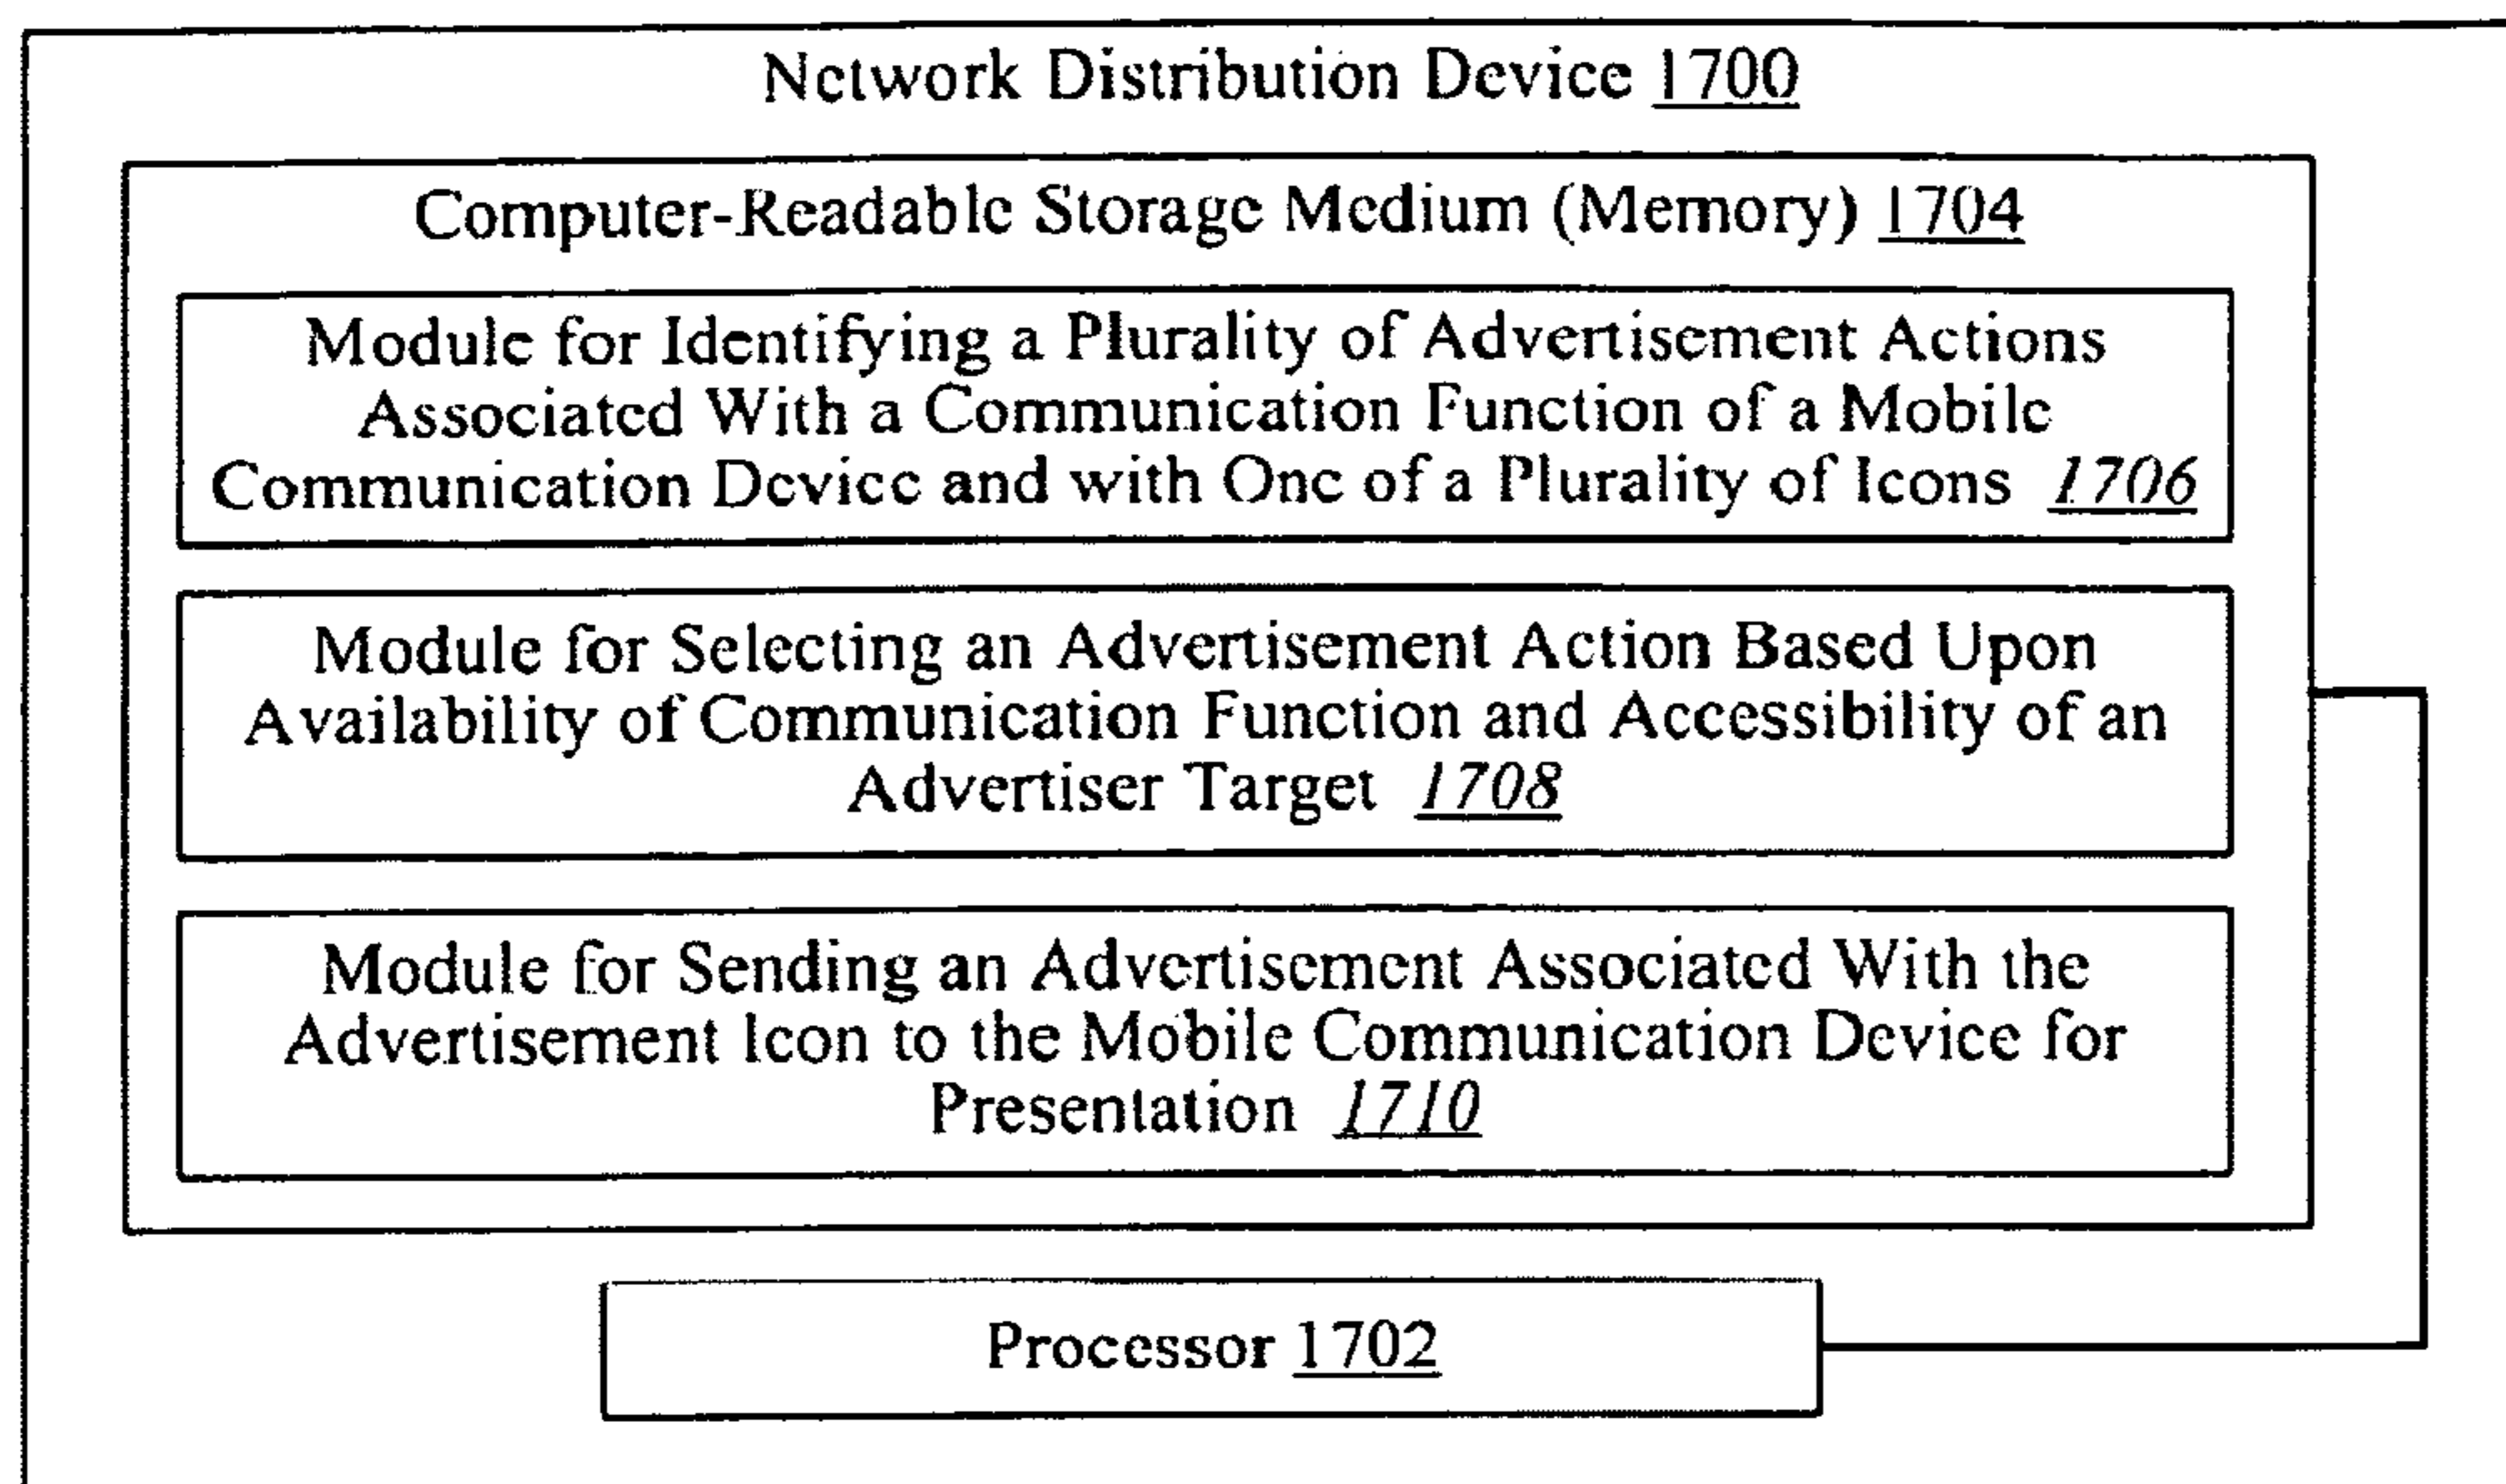 Network Distribution Device 1700
Computer-Readable Storage Medium (Memory) 1704
Module for Identifying a Plurality of Advertisement Actions
Associated With a Communication Function of a Mobile
Communication Device and with One of a Plurality of Icons 1706
Module for Selecting an Advertisement Action Based Upon
Availability of Communication Function and Accessibility of an
Advertiser Target 1708
Module for Sending an Advertisement Associated With the
Advertisement Icon to the Mobile Communication Device for
Presentation 1710
Processor 1702